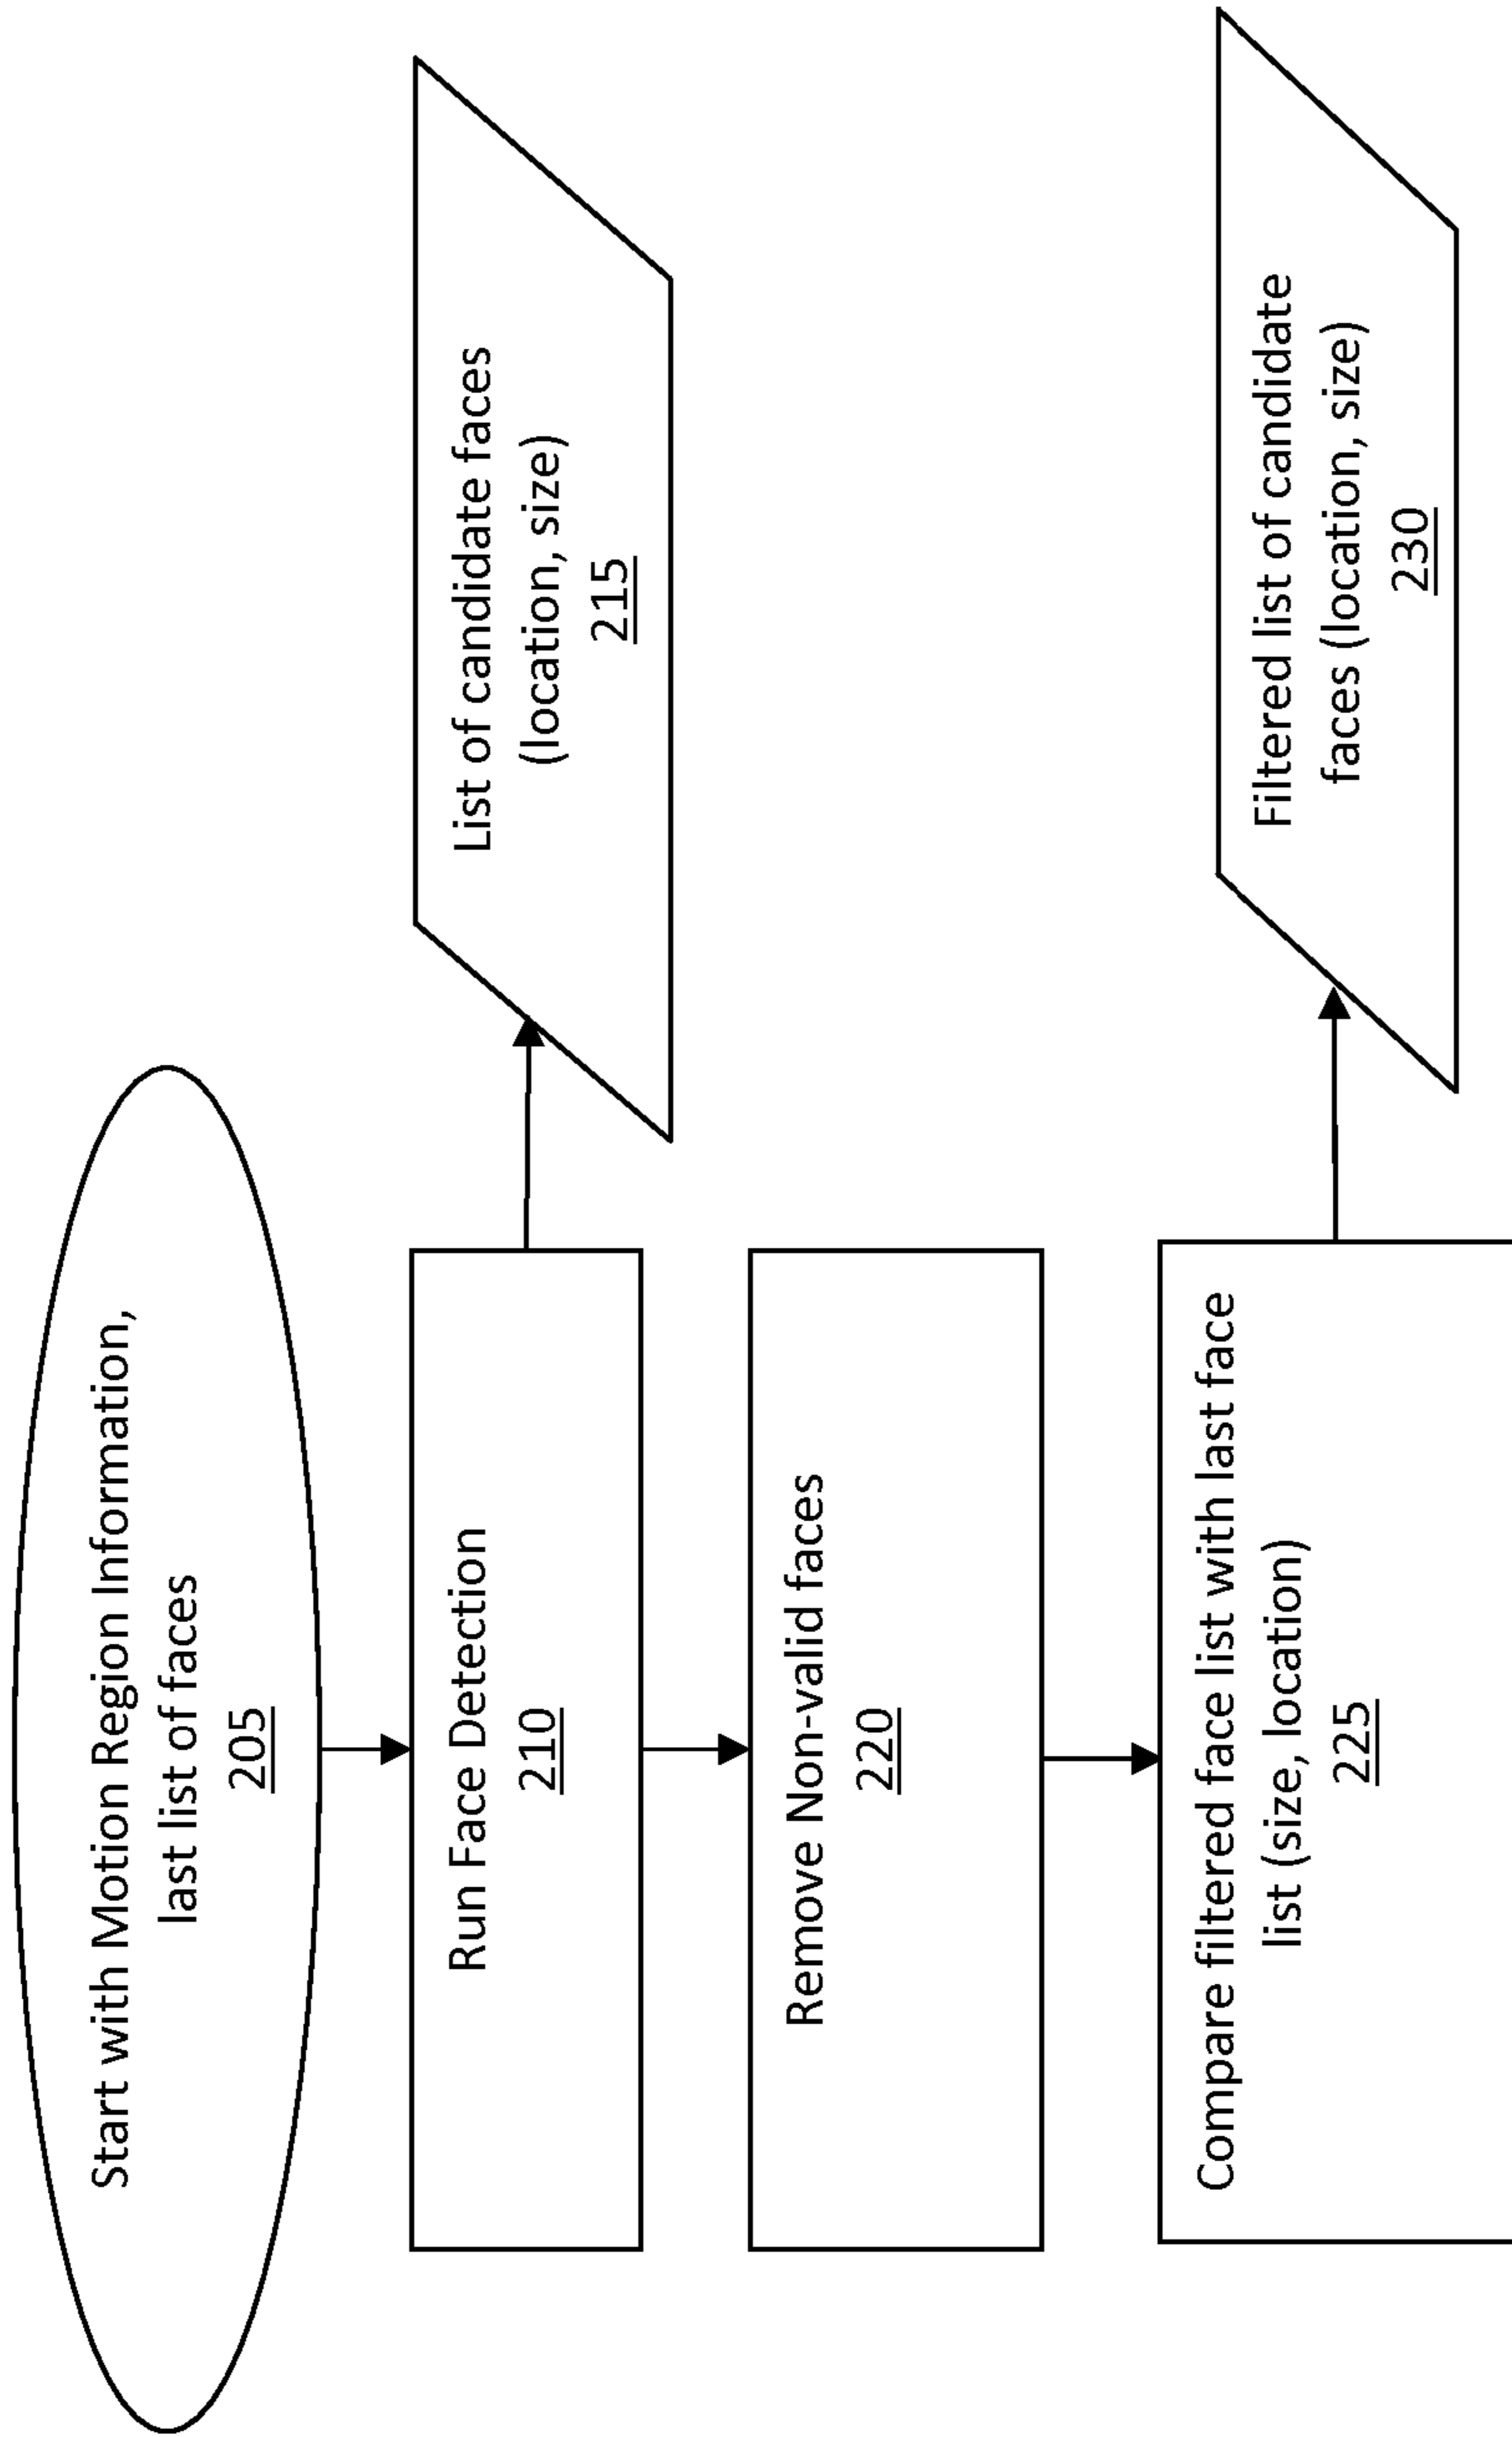 Start with Motion Region Information,
last list of faces
205
Run Face Detection
210
List of candidate faces
(location, size)
215
Remove Non-valid faces
220
Compare filtered face list with last face
list (size, location)
225
Filtered list of candidate
faces (location, size)
230